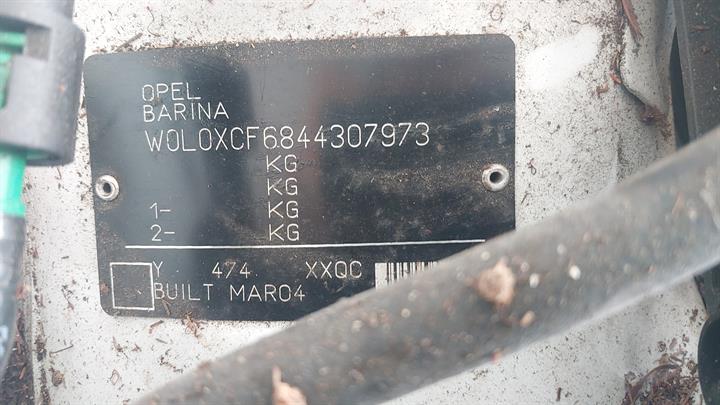 OPEL
BARINA
W0L0XCF6844307973
KG
KG
1- KG
2- KG
Y 474 XXQC
BUILT MAR04